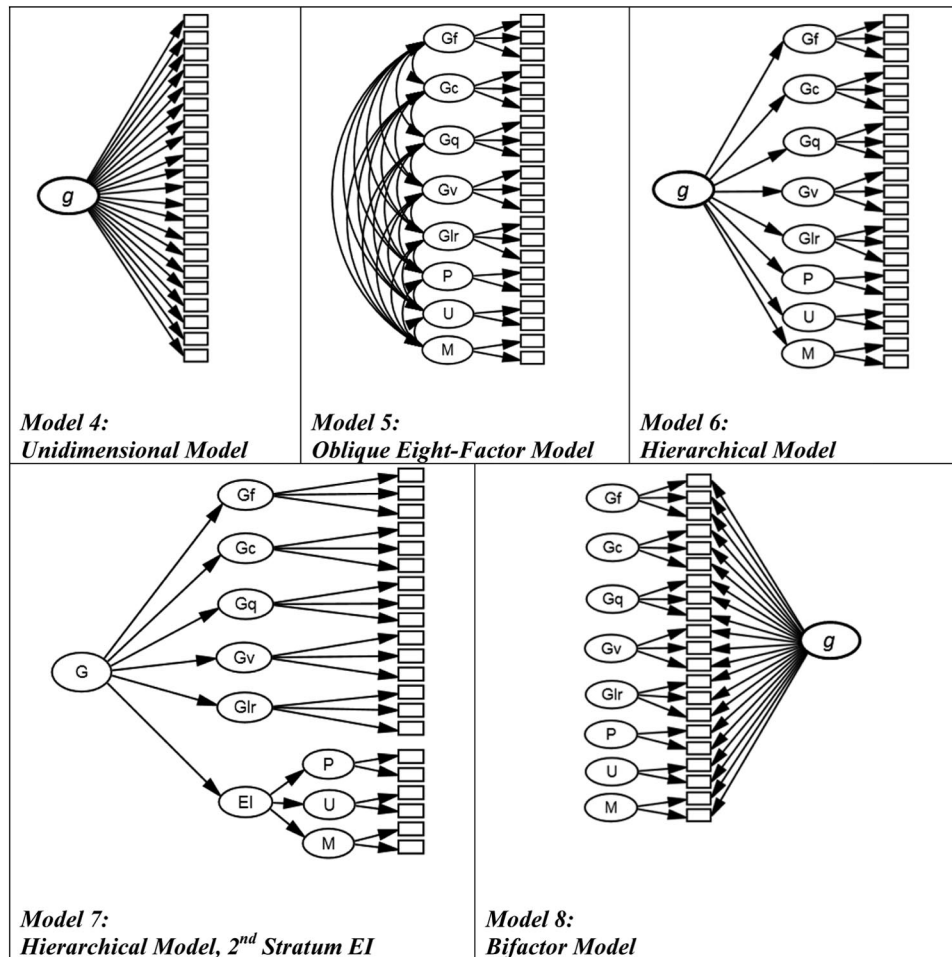 g
Model 4:
Unidimensional Model
Gf
Gc
Gq
Gv
Glr
P
U
M
Model 5:
Oblique Eight-Factor Model
g
Gf
Gc
Gq
Gv
Glr
P
U
M
Model 6:
Hierarchical Model
G
Gf
Gc
Gq
Gv
Glr
EI
P
U
M
Model 7:
Hierarchical Model, 2nd Stratum EI
Gf
Gc
Gq
Gv
Glr
P
U
M
g
Model 8:
Bifactor Model